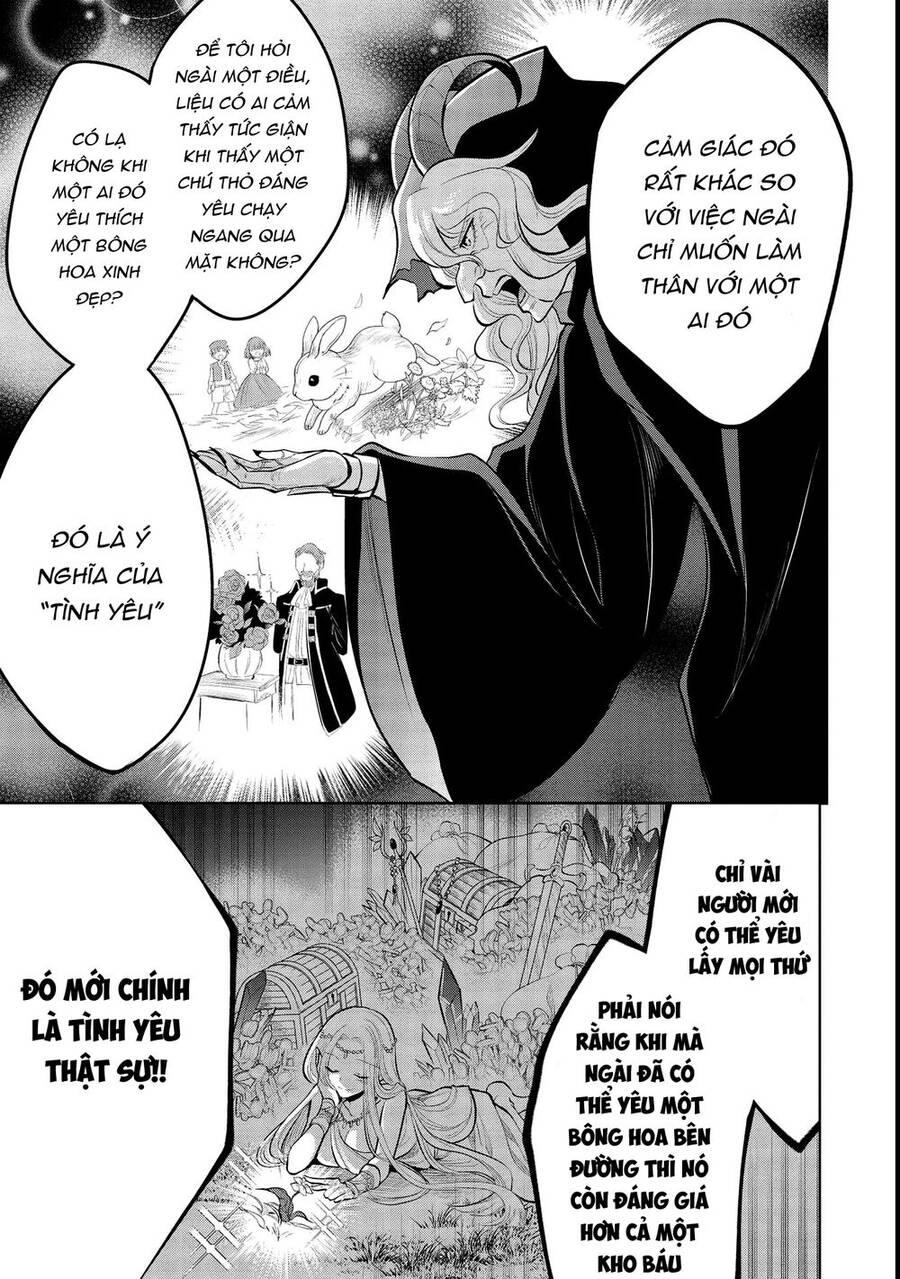 CẢM GIÁC ĐÓ
RẤT KHÁC SO
VỚI VIỆC NGÀI
CHỈ MUỐN LÀM
THÂN VỚI MỘT
AI ĐÓ
ĐỂ TÔI HỎI
NGÀI MỘT ĐIỀU,
LIỆU CÓ AI CẢM
THẤY TỨC GIẬN
KHI THẤY MỘT
CHÚ THỎ ĐÁNG
YÊU CHẠY
NGANG QUA
MẶT KHÔNG?
CÓ LẠ
KHÔNG KHI
MỘT AI ĐÓ
YÊU THÍCH
MỘT BÔNG
HOA XINH
ĐẸP?
ĐÓ LÀ Ý
NGHĨA CỦA
"TÌNH YÊU"
CHỈ VÀI
NGƯỜI MỚI
CÓ THỂ YÊU
LẤY MỌI THỨ
PHẢI NÓI
RẰNG KHI MÀ
NGÀI ĐÃ CÓ
THỂ YÊU MỘT
BÔNG HOA BÊN
ĐƯỜNG THÌ NÓ
CÒN ĐÁNG GIÁ
HƠN CẢ MỘT
KHO BÁU
ĐÓ MỚI CHÍNH
LÀ TÌNH YÊU
THẬT SỰ!!